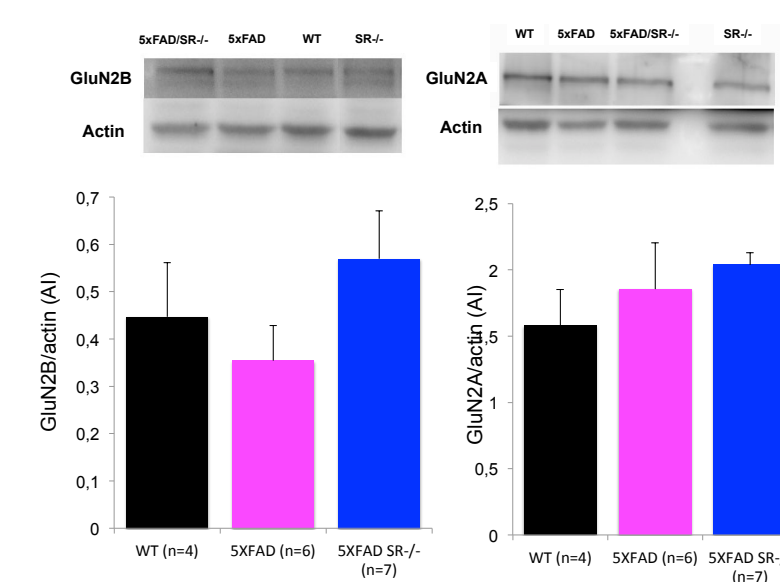 5xFAD/SR-/- 5xFAD WT SR-/-
GluN2B
Actin
0,7
0,6
0,5
0,4
0,3
0,2
0,1
0
GluN2B/actin (AI)
WT (n=4) 5XFAD (n=6) 5XFAD SR-/-
(n=7)
WT 5xFAD 5xFAD/SR-/- SR-/-
GluN2A
Actin
2,5
2
1,5
1
0,5
0
GluN2A/actin (AI)
WT (n=4) 5XFAD (n=6) 5XFAD SR-/
(n=7)